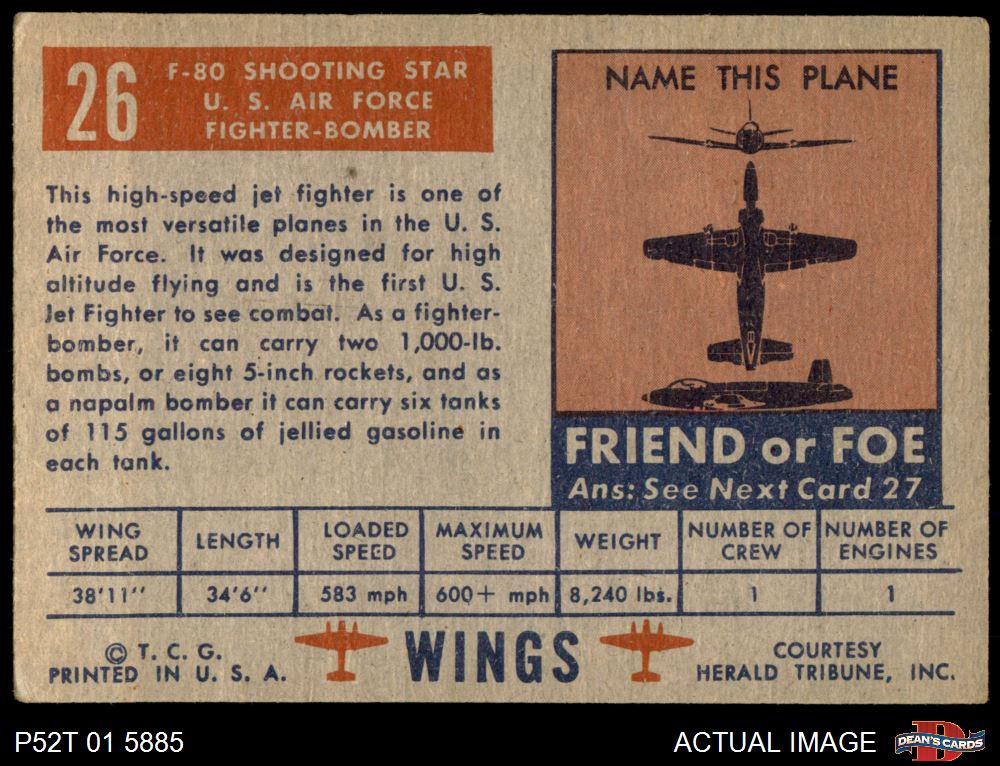 26
F-80 SHOOTING STAR
U. S. AIR FORCE
FIGHTER-BOMBER
This high-speed jet fighter is one of
the most versatile planes in the U. S.
Air Force. It was designed for high
altitude flying and is the first U. S.
Jet Fighter to see combat. As a fighter-
bomber, it can carry two 1,000-lb.
bombs, or eight 5-inch rockets, and as
a napalm bomber it can carry six tanks
of 115 gallons of jellied gasoline in
each tank.
NAME THIS PLANE
FRIEND or FOE
Ans: See Next Card 27
WING SPREAD LENGTH LOADED SPEED MAXIMUM SPEED WEIGHT NUMBER OF CREW NUMBER OF ENGINES
38'11" 34'6" 583 mph 600+ mph 8,240 lbs. 1 1
© T. C. G.
PRINTED IN U. S. A.
WINGS
COURTESY
HERALD TRIBUNE, INC.
P52T 01 5885
ACTUAL IMAGE
DEAN'S CARDS